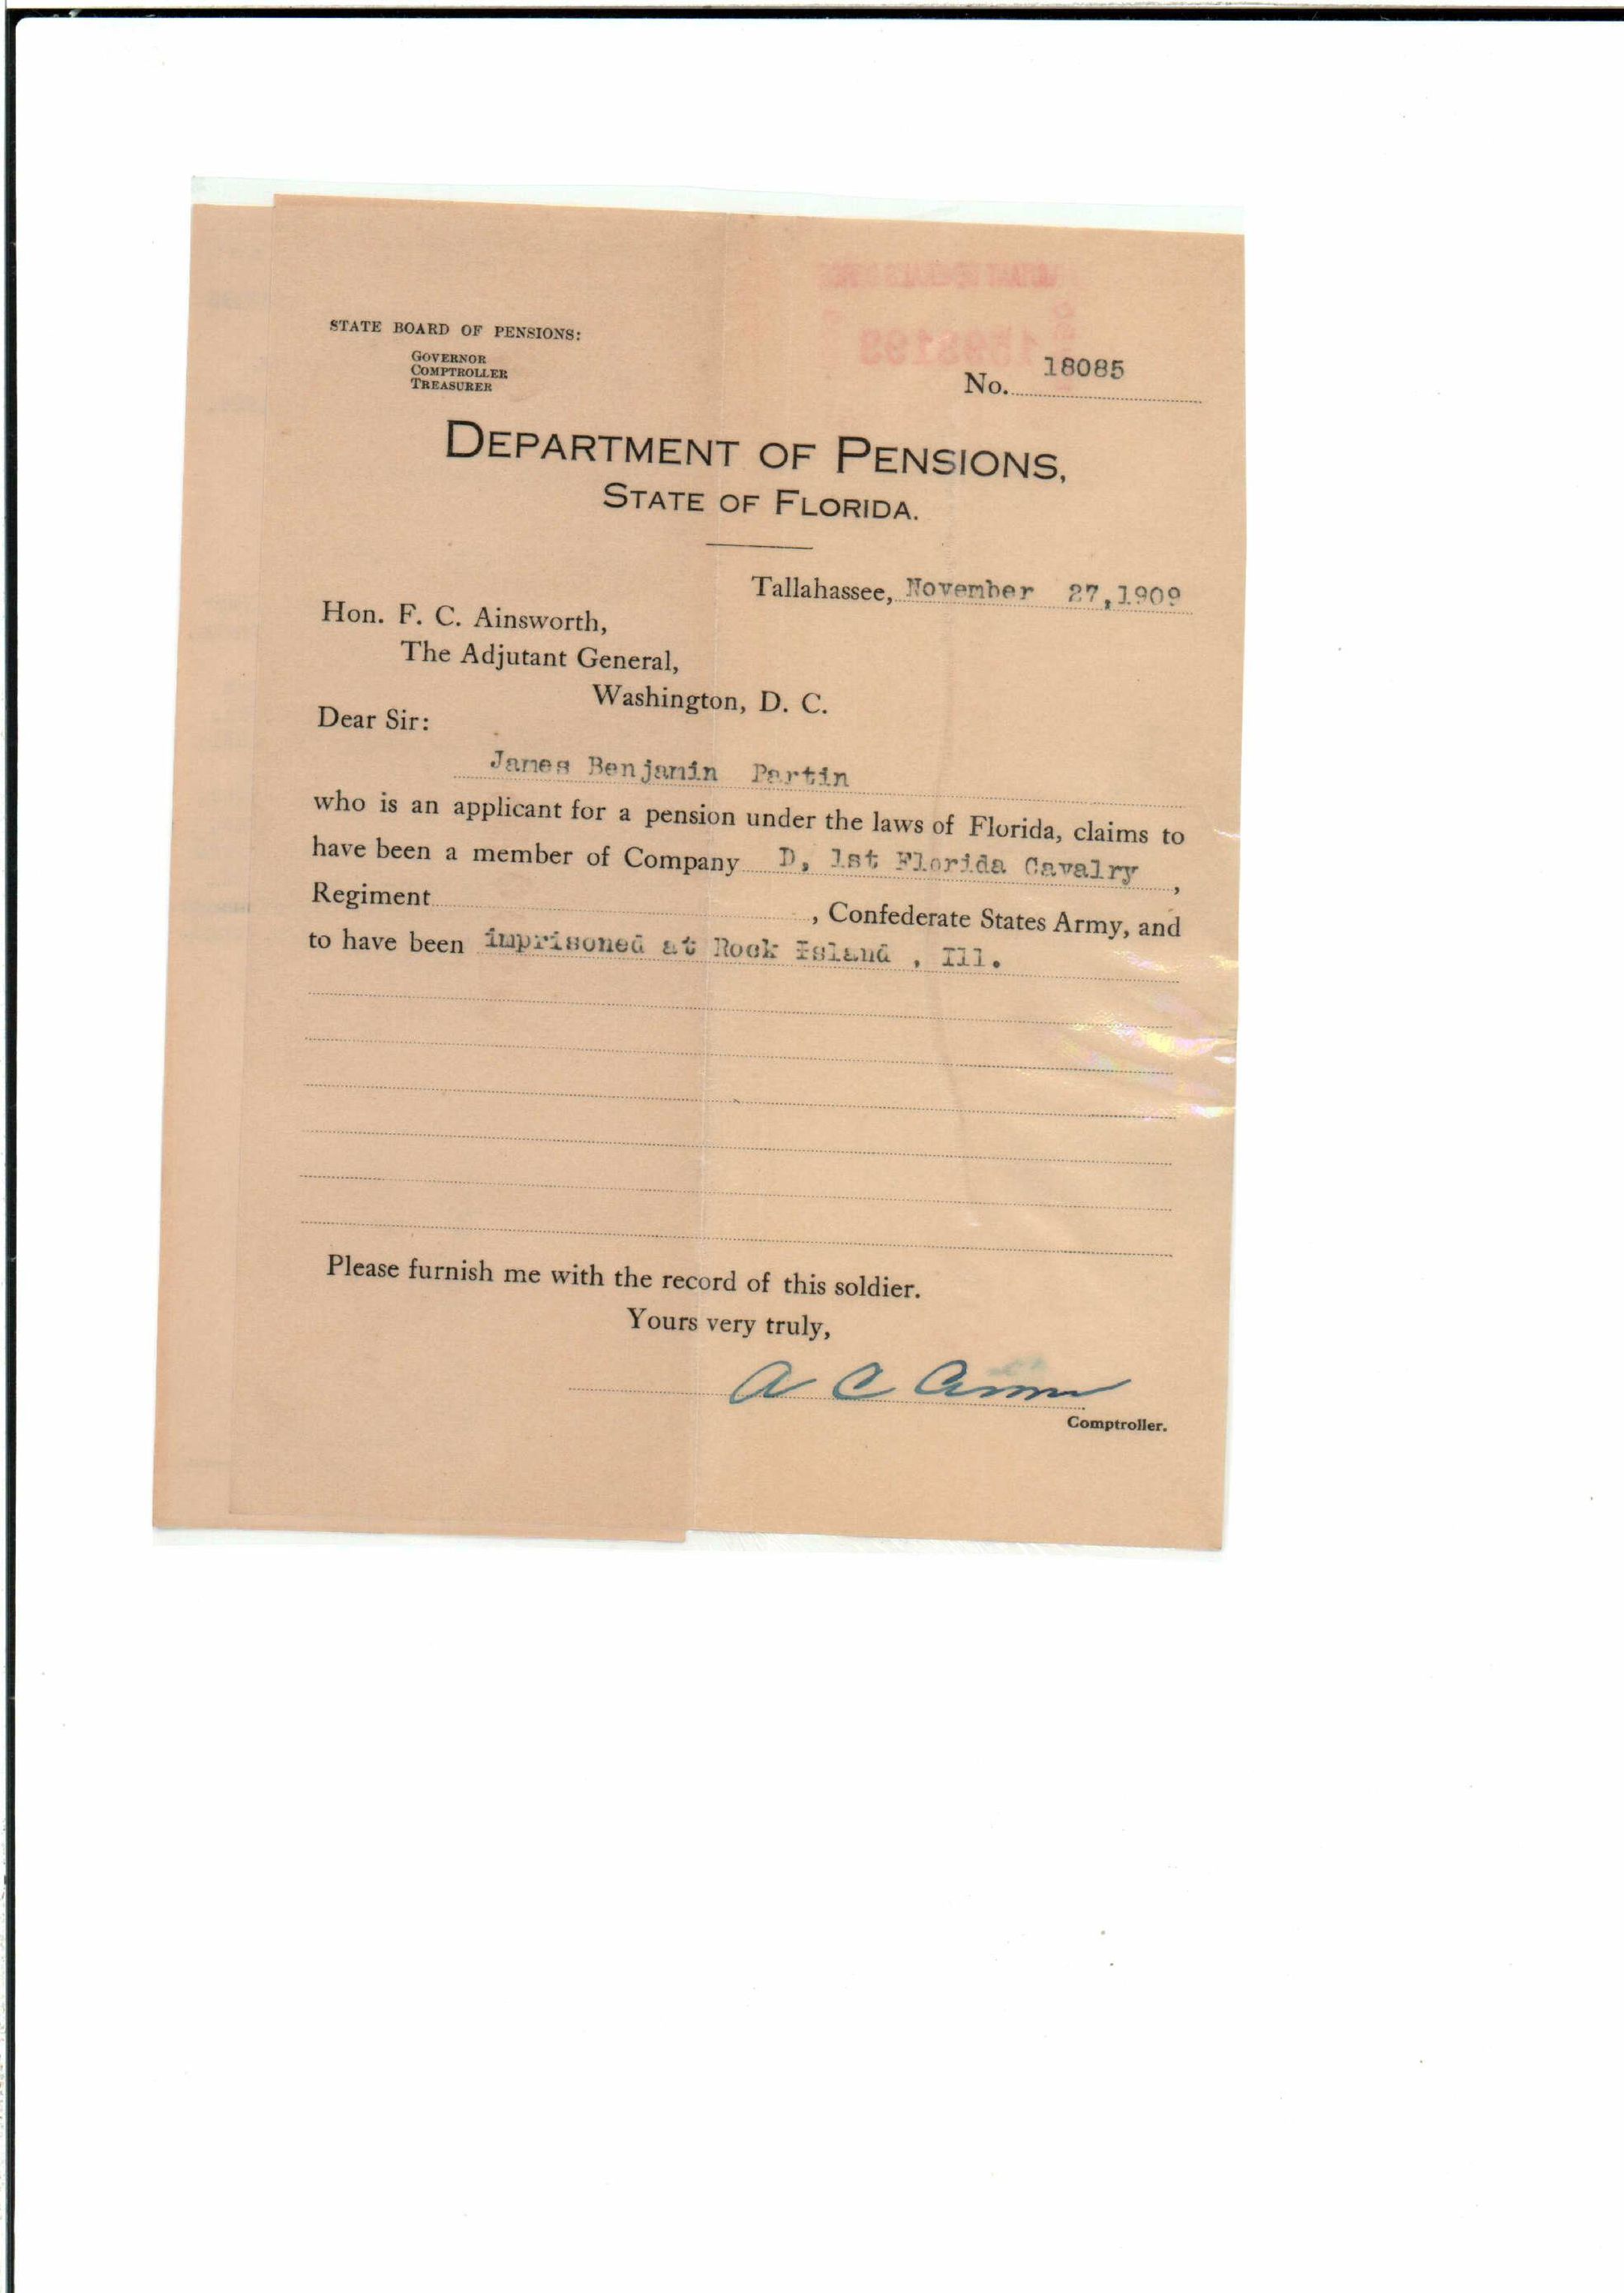 STATE BOARD OF PENSIONS:
GOVERNOR
COMPTROLLER
TREASURER
No. 18085
DEPARTMENT OF PENSIONS,
STATE OF FLORIDA.
Tallahassee, November 27, 1909
Hon. F. C. Ainsworth,
The Adjutant General,
Washington, D. C.
Dear Sir:
James Benjamin Partin
who is an applicant for a pension under the laws of Florida, claims to
have been a member of Company D, 1st Florida Cavalry,
Regiment , Confederate States Army, and
to have been imprisoned at Rock Island , Ill.
Please furnish me with the record of this soldier.
Yours very truly,
A C
Comptroller.